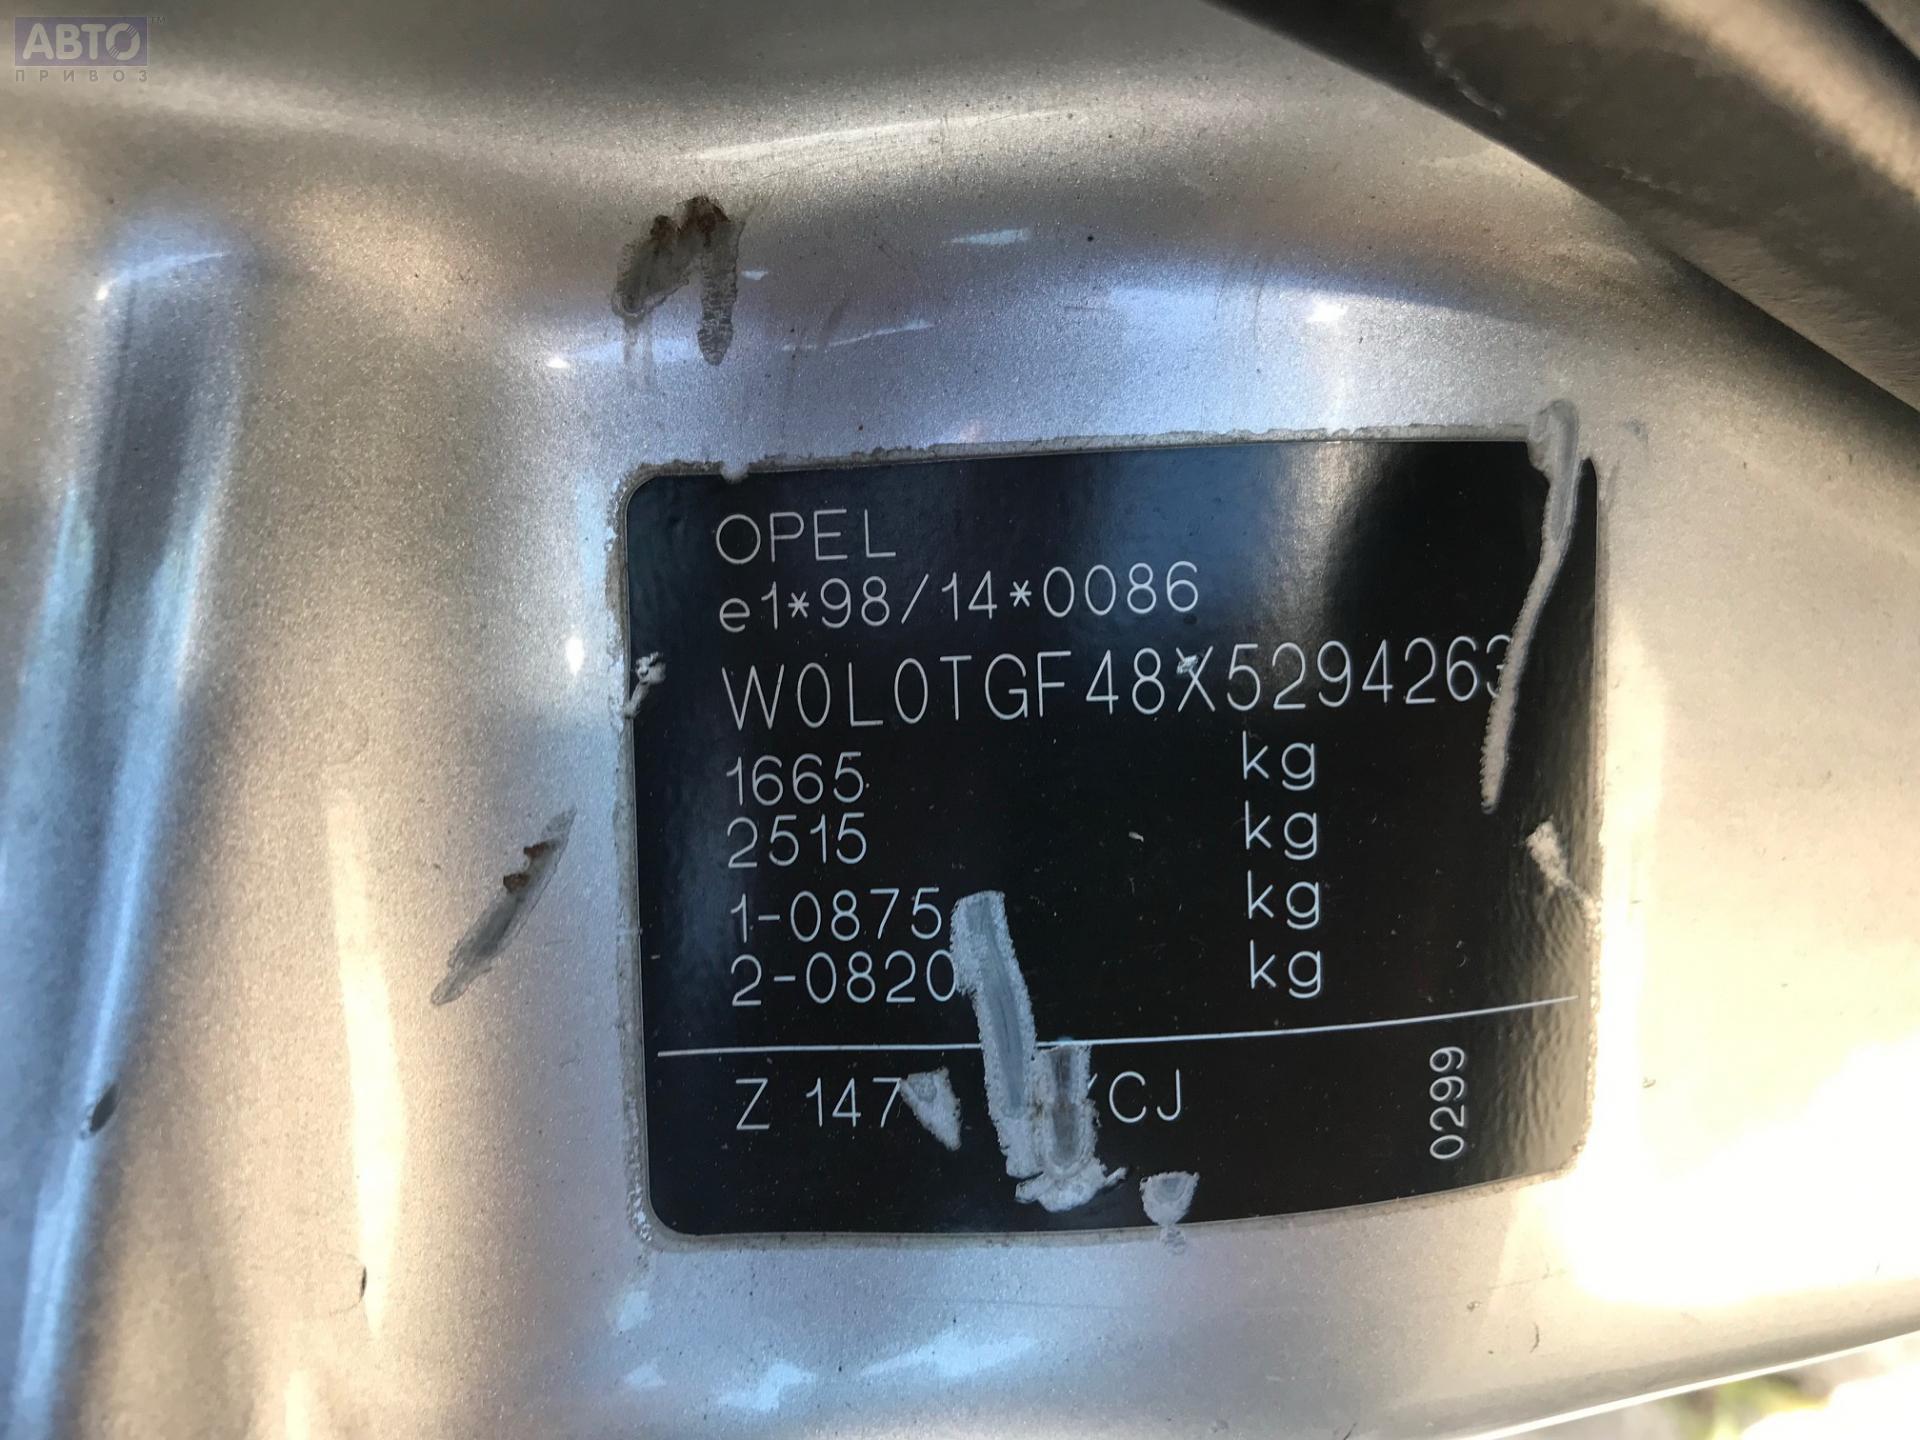 АВТО
ПРИВОЗ
OPEL
e1*98/14*0086
W0L0TGF48X5294263
1665 kg
2515 kg
1-0875 kg
2-0820 kg
Z 147 CJ
0299